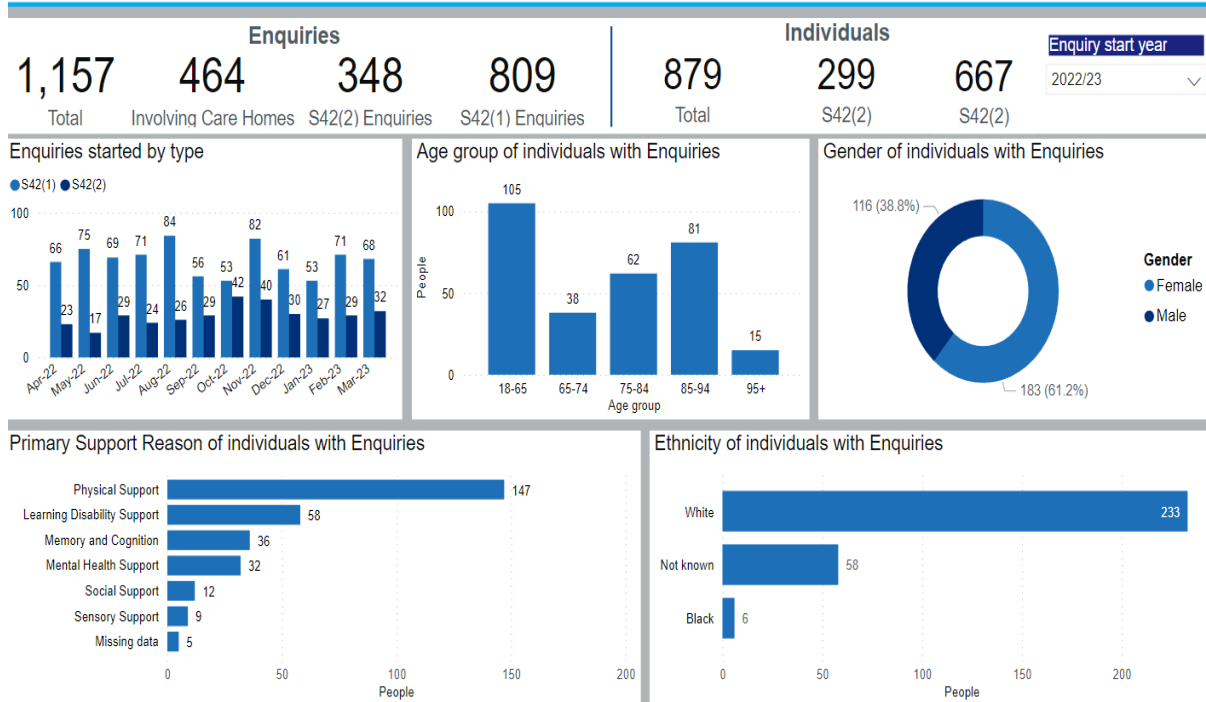 Enquiries
Individuals
Enquiry start year
2022/23
1,157
464
348
809
879
299
667
Total
Involving Care Homes
S42(2) Enquiries
S42(1) Enquiries
Total
S42(2)
S42(2)
Enquiries started by type
S42(1) S42(2)
100
50
0
66
23
75
17
69
29
71
24
84
26
56
29
53
42
82
40
61
30
53
27
71
29
68
32
Apr-22
May-22
Jun-22
Jul-22
Aug-22
Sep-22
Oct-22
Nov-22
Dec-22
Jan-23
Feb-23
Mar-23
Age group of individuals with Enquiries
People
100
50
0
105
38
62
81
15
18-65
65-74
75-84
85-94
95+
Age group
Gender of individuals with Enquiries
116 (38.8%)
183 (61.2%)
Gender
Female
Male
Primary Support Reason of individuals with Enquiries
Physical Support 147
Learning Disability Support 58
Memory and Cognition 36
Mental Health Support 32
Social Support 12
Sensory Support 9
Missing data 5
0 50 100 150 200
People
Ethnicity of individuals with Enquiries
White 233
Not known 58
Black 6
0 50 100 150 200
People